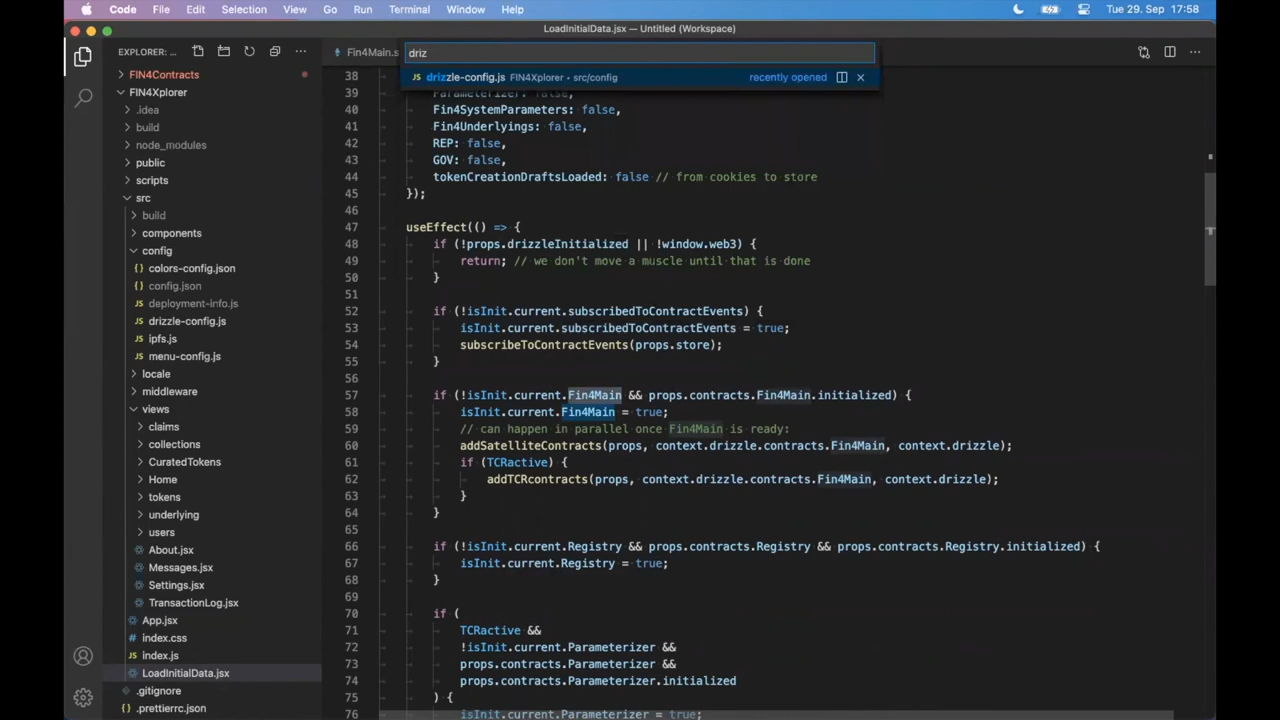 Code File Edit Selection View Go Run Terminal Window Help Tue 29. Sep 17:58
LoadInitialData.jsx — Untitled (Workspace)
EXPLORER: ...
Fin4Main.s
driz
drizzle-config.js FIN4Xplorer • src/config recently opened
FIN4Contracts
FIN4Xplorer
.idea
build
node_modules
public
scripts
src
build
components
config
colors-config.json
config.json
deployment-info.js
drizzle-config.js
ipfs.js
menu-config.js
locale
middleware
views
claims
collections
CuratedTokens
Home
tokens
underlying
users
About.jsx
Messages.jsx
Settings.jsx
TransactionLog.jsx
App.jsx
index.css
index.js
LoadInitialData.jsx
.gitignore
.prettierrc.json
38
39 Parameterizer: false,
40 Fin4SystemParameters: false,
41 Fin4Underlyings: false,
42 REP: false,
43 GOV: false,
44 tokenCreationDraftsLoaded: false // from cookies to store
45 });
46
47 useEffect(() => {
48 if (!props.drizzleInitialized || !window.web3) {
49 return; // we don't move a muscle until that is done
50 }
51
52 if (!isInit.current.subscribedToContractEvents) {
53 isInit.current.subscribedToContractEvents = true;
54 subscribeToContractEvents(props.store);
55 }
56
57 if (!isInit.current.Fin4Main && props.contracts.Fin4Main.initialized) {
58 isInit.current.Fin4Main = true;
59 // can happen in parallel once Fin4Main is ready:
60 addSatelliteContracts(props, context.drizzle.contracts.Fin4Main, context.drizzle);
61 if (TCRactive) {
62 addTCRcontracts(props, context.drizzle.contracts.Fin4Main, context.drizzle);
63 }
64 }
65
66 if (!isInit.current.Registry && props.contracts.Registry && props.contracts.Registry.initialized) {
67 isInit.current.Registry = true;
68 }
69
70 if (
71 TCRactive &&
72 !isInit.current.Parameterizer &&
73 props.contracts.Parameterizer &&
74 props.contracts.Parameterizer.initialized
75 ) {
76 isInit.current.Parameterizer = true;